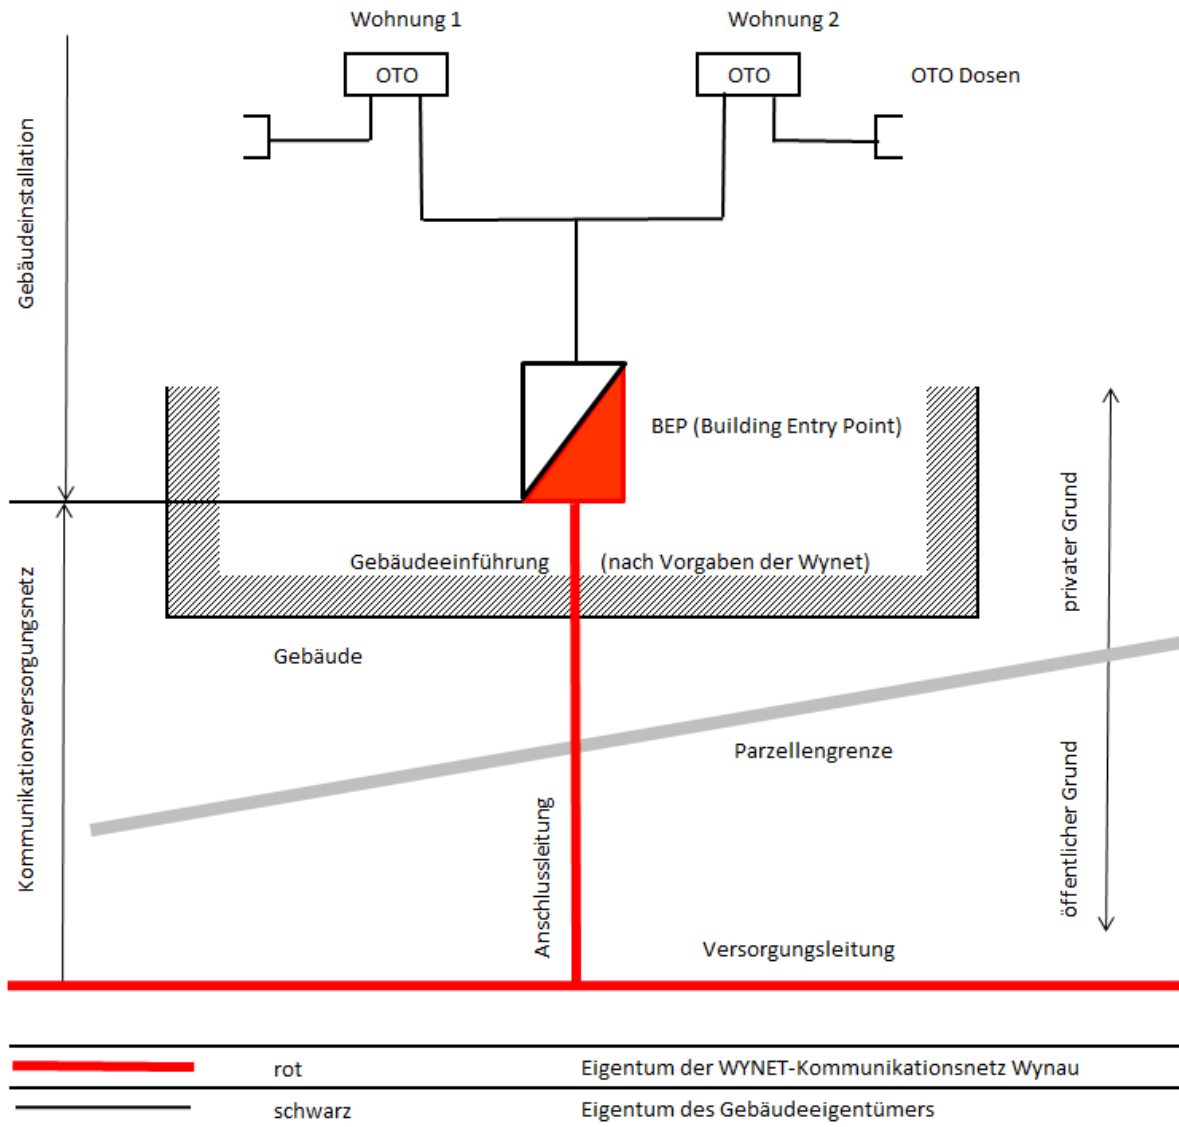 Wohnung 1
Wohnung 2
OTO
OTO
OTO Dosen
Gebäudeinstallation
BEP (Building Entry Point)
Gebäudeeinführung
(nach Vorgaben der Wynet)
privater Grund
Kommunikationsversorgungsnetz
Gebäude
Parzellengrenze
öffentlicher Grund
Anschlussleitung
Versorgungsleitung
rot
Eigentum der WYNET-Kommunikationsnetz Wynau
schwarz
Eigentum des Gebäudeeigentümers